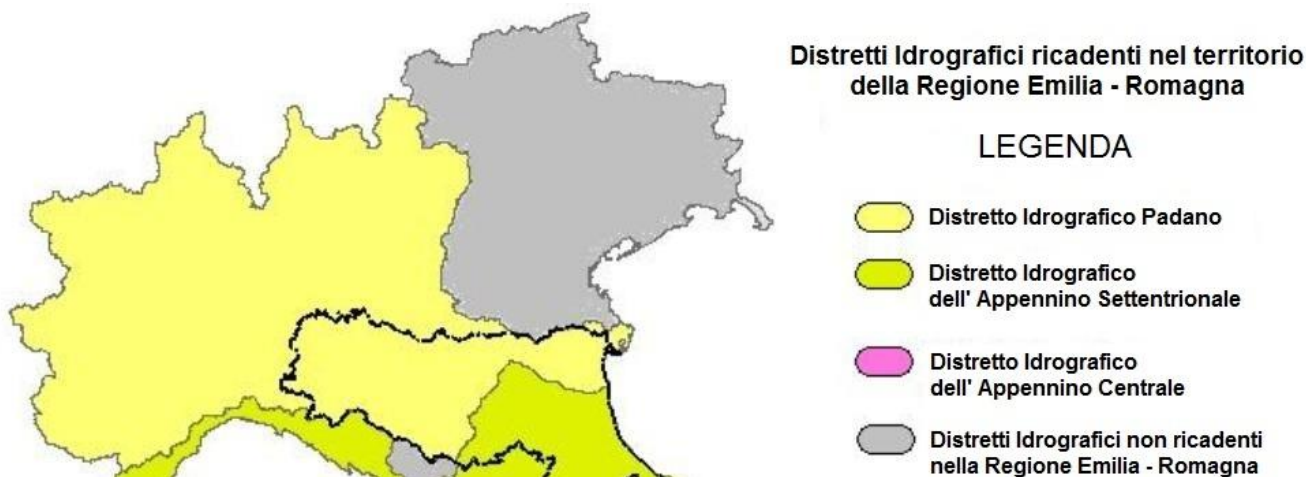 Distretti Idrografici ricadenti nel territorio
della Regione Emilia - Romagna
LEGENDA
Distretto Idrografico Padano
Distretto Idrografico
dell' Appennino Settentrionale
Distretto Idrografico
dell' Appennino Centrale
Distretti Idrografici non ricadenti
nella Regione Emilia - Romagna